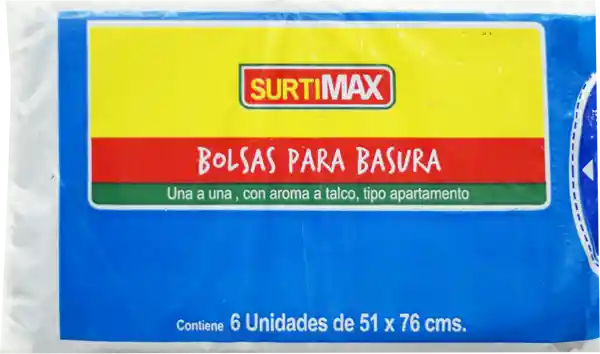 SURTIMAX
BOLSAS PARA BASURA
Una a una , con aroma a talco, tipo apartamento
Contiene 6 Unidades de 51 x 76 cms.